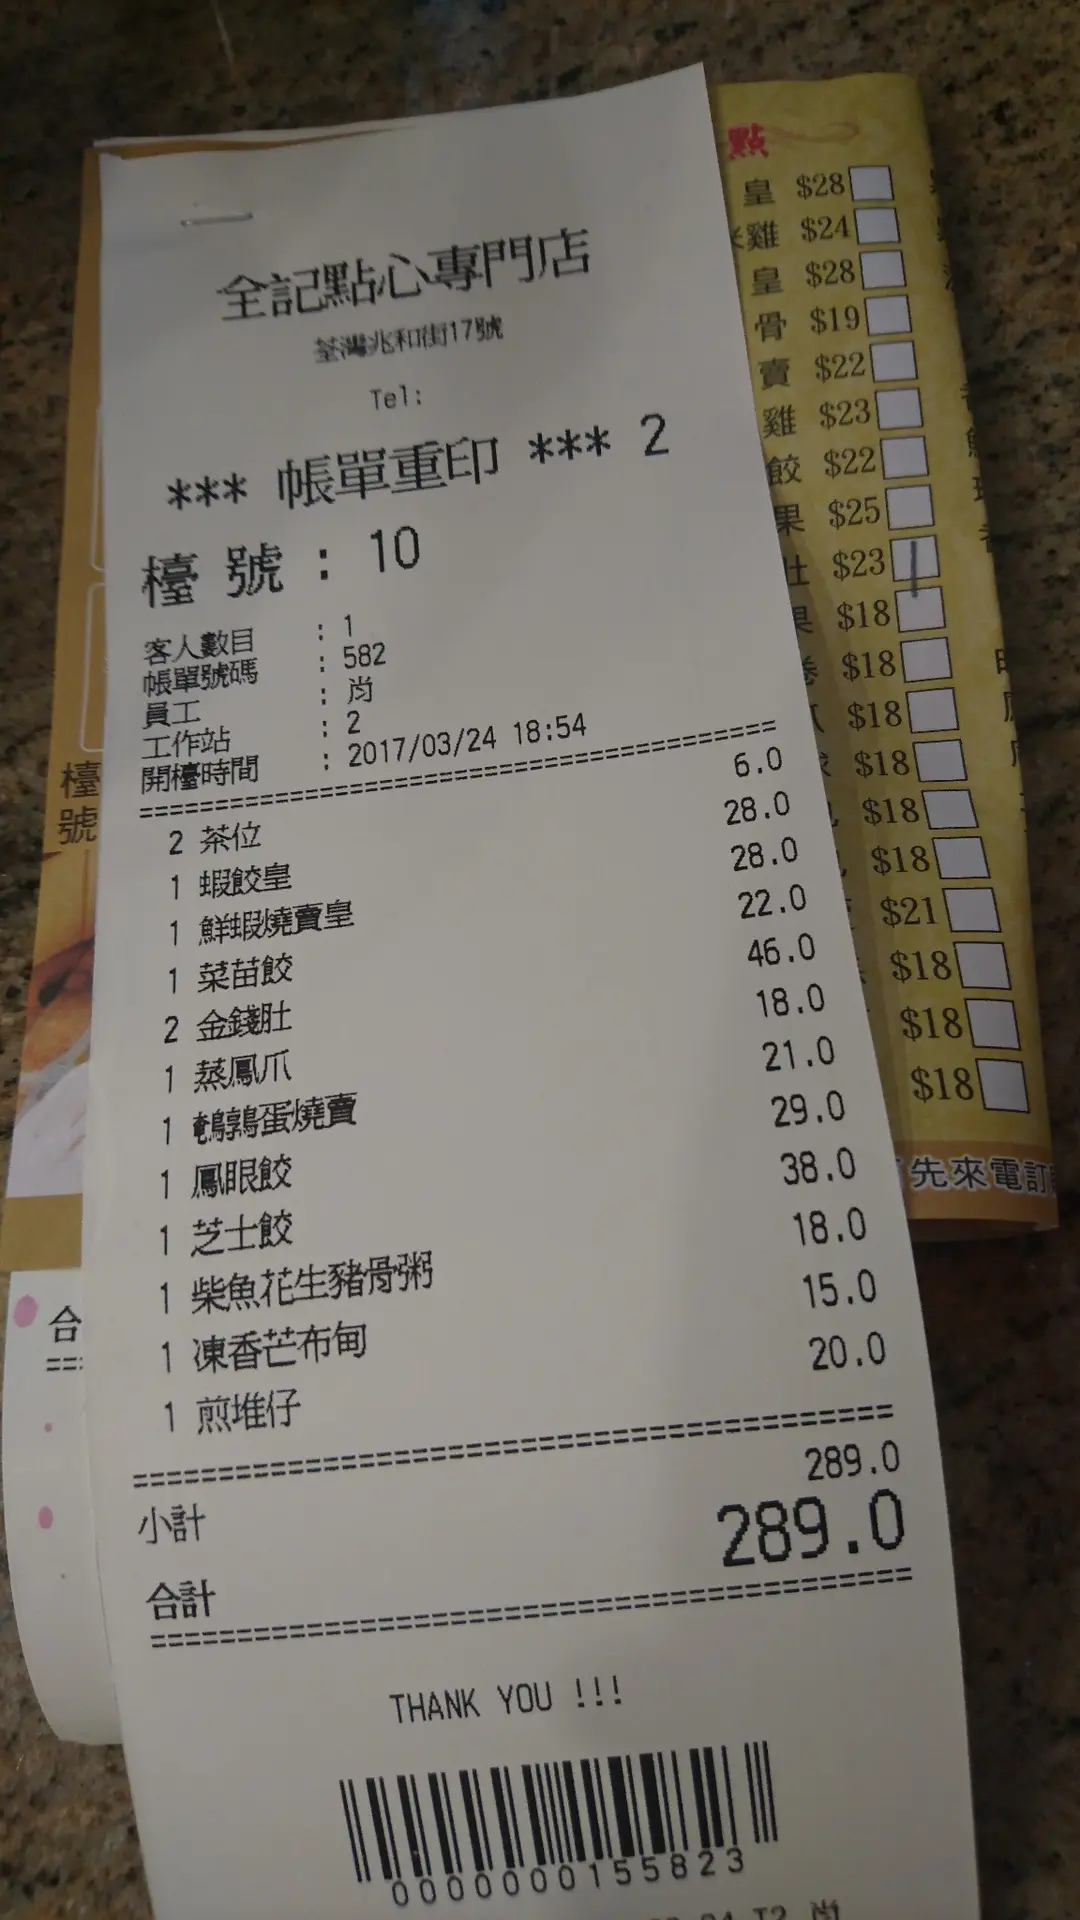 全記點心專門店
荃灣兆和街17號
Tel:
*** 帳單重印 *** 2
檯 號 : 10
客人數目 : 1
帳單號碼 : 582
員工 : 尚
工作站 : 2
開檯時間 : 2017/03/24 18:54
2 茶位 6.0
1 蝦餃皇 28.0
1 鮮蝦燒賣皇 28.0
1 菜苗餃 22.0
2 金錢肚 46.0
1 蒸鳳爪 18.0
1 鵪鶉蛋燒賣 21.0
1 鳳眼餃 29.0
1 芝士餃 38.0
1 柴魚花生豬骨粥 18.0
1 凍香芒布甸 15.0
1 煎堆仔 20.0
小計 289.0
合計 289.0
THANK YOU !!!
0000000155823
點
皇 $28
雞 $24
皇 $28
骨 $19
賣 $22
雞 $23
餃 $22
果 $25
肚 $23
果 $18
卷 $18
$18
$18
$18
$18
$21
$18
$18
$18
先來電訂
檯
號
合